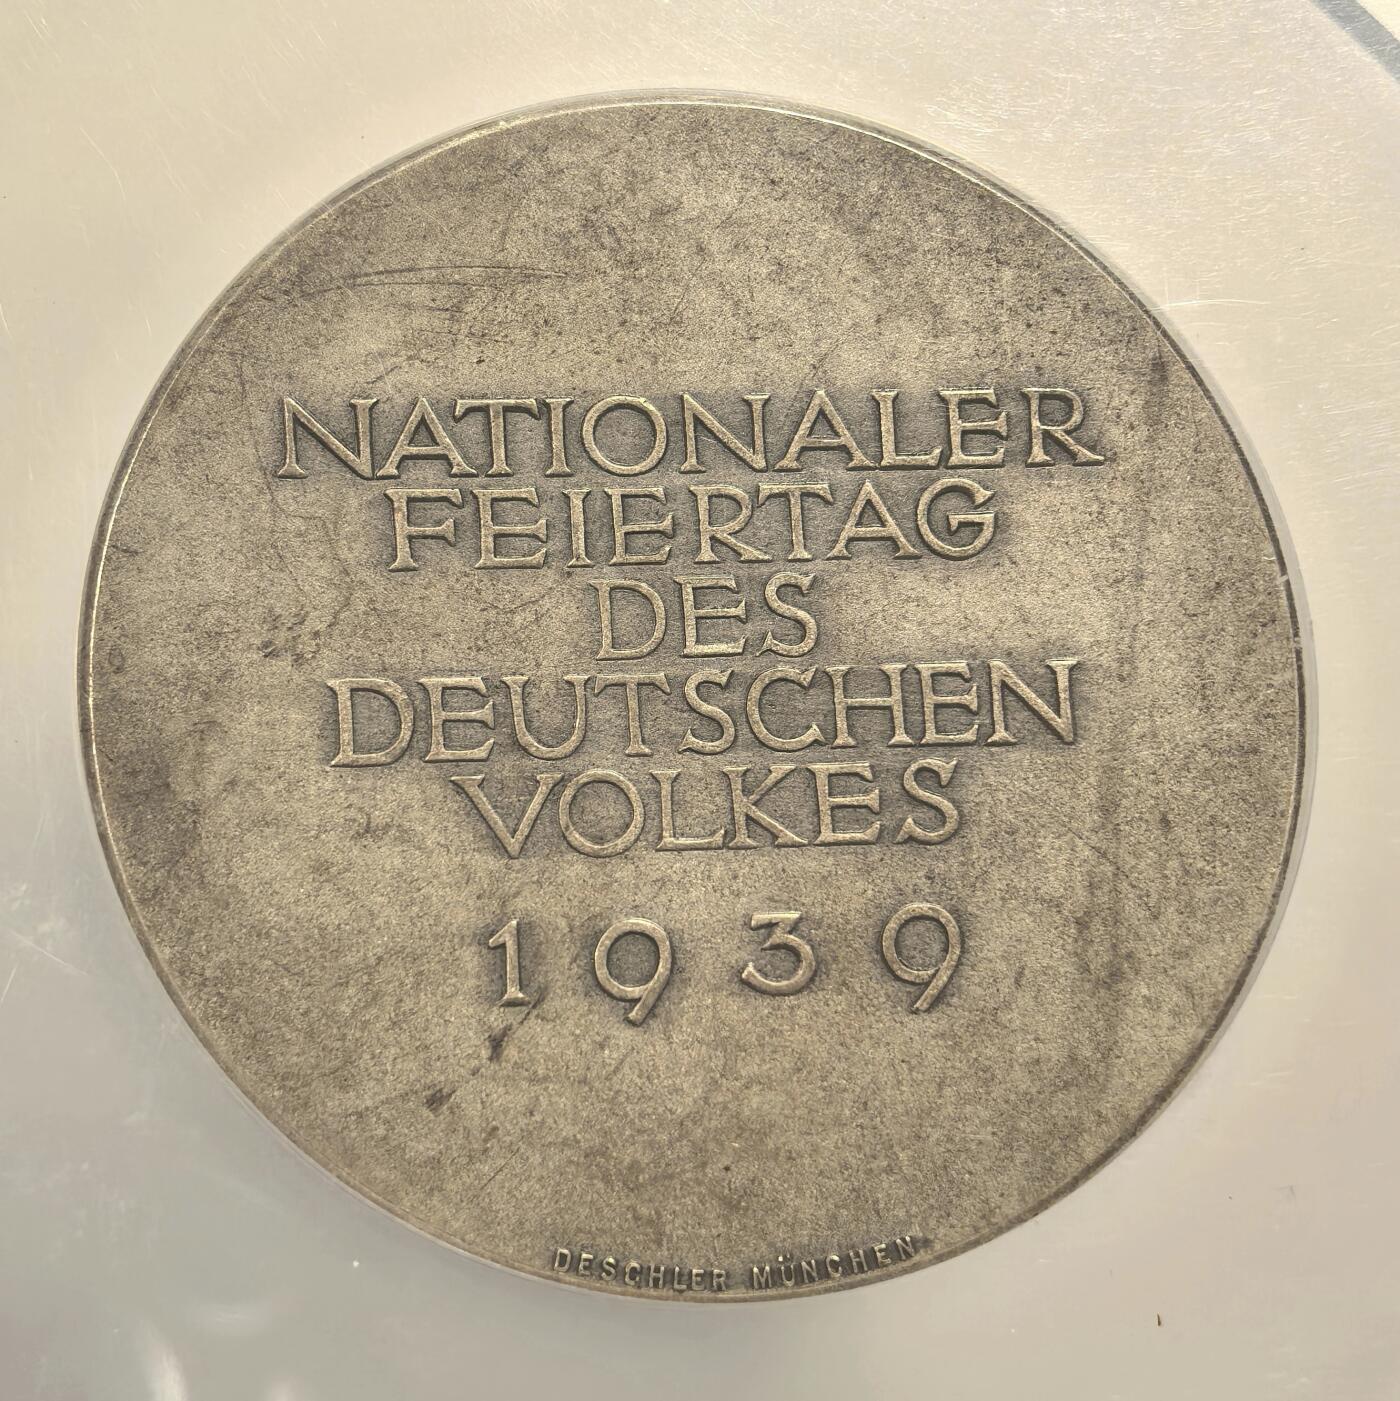 NATIONALER
FEIERTAG
DES
DEUTSCHEN
VOLKES
1939
DESCHLER MÜNCHEN